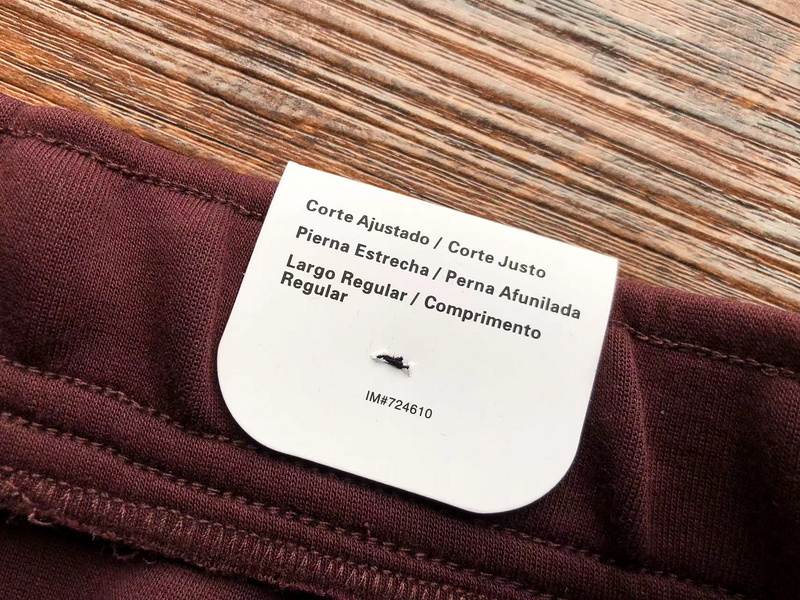 Corte Ajustado / Corte Justo
Pierna Estrecha / Perna Afunilada
Largo Regular / Comprimento
Regular
IM#724610